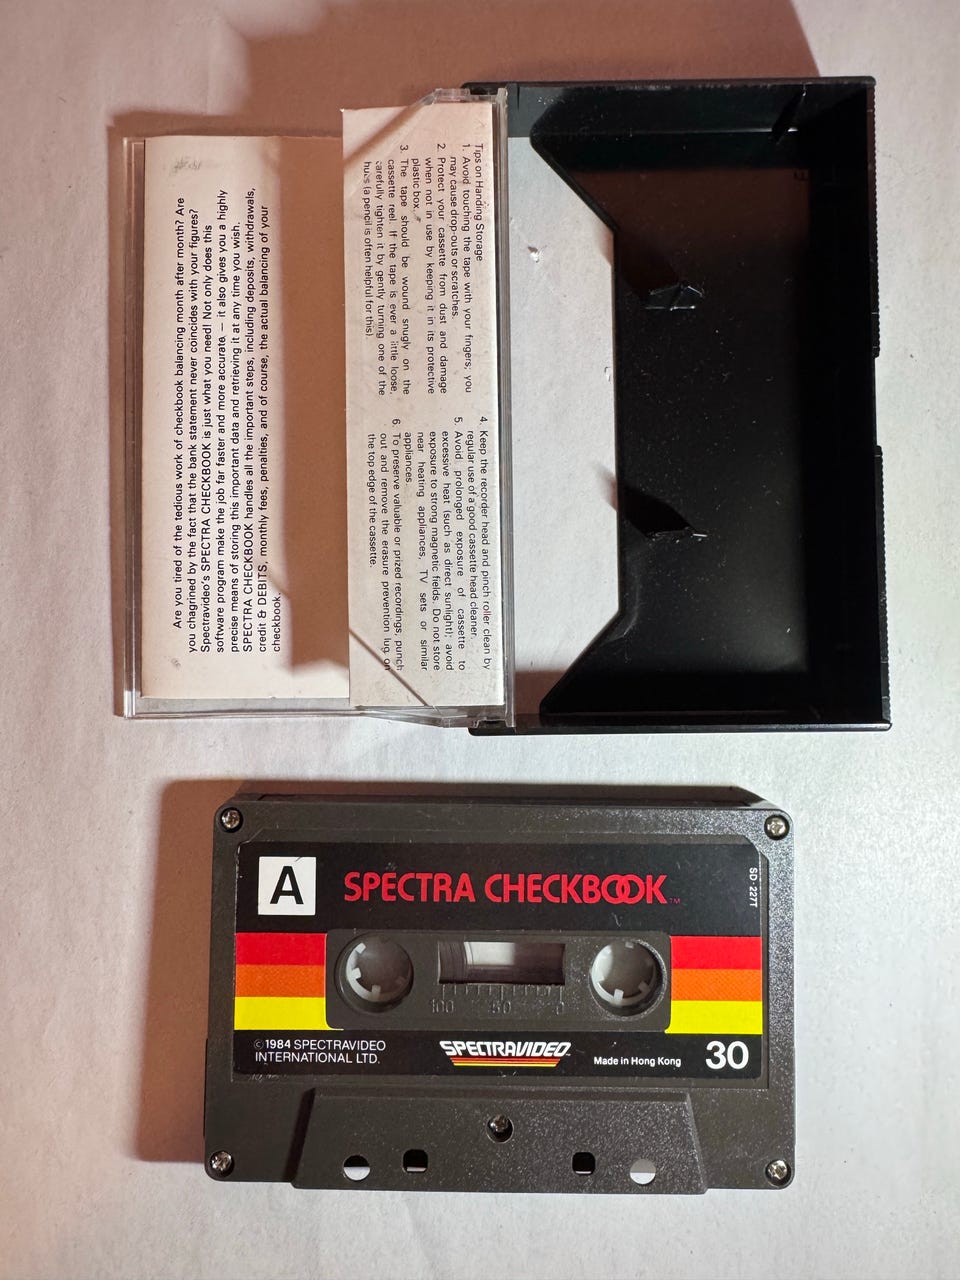 Are you tired of the tedious work of checkbook balancing month after month? Are
you chagrined by the fact that the bank statement never coincides with your figures?
Spectravideo's SPECTRA CHECKBOOK is just what you need! Not only does this
software program make the job far faster and more accurate — it also gives you a highly
precise means of storing this important data and retrieving it at any time you wish.
SPECTRA CHECKBOOK handles all the important steps, including deposits, withdrawals,
credit & DEBITS, monthly fees, penalties, and of course, the actual balancing of your
checkbook.
Tips on Handing Storage
1. Avoid touching the tape with your fingers; you
may cause drop-outs or scratches.
2. Protect your cassette from dust and damage
when not in use by keeping it in its protective
plastic box.
3. The tape should be wound snugly on the
cassette reel. If the tape is ever a little loose,
carefully tighten it by gently turning one of the
hubs (a pencil is often helpful for this).
4. Keep the recorder head and pinch roller clean by
regular use of a good cassette head cleaner.
5. Avoid prolonged exposure of cassette to
excessive heat (such as direct sunlight); avoid
exposure to strong magnetic fields. Do not store
near heating appliances, TV sets or similar
appliances.
6. To preserve valuable or prized recordings, punch
out and remove the erasure prevention lug on
the top edge of the cassette.
A
SPECTRA CHECKBOOK TM
SD - 227T
100 50 0
©1984 SPECTRAVIDEO
INTERNATIONAL LTD.
SPECTRAVIDEO
Made in Hong Kong
30